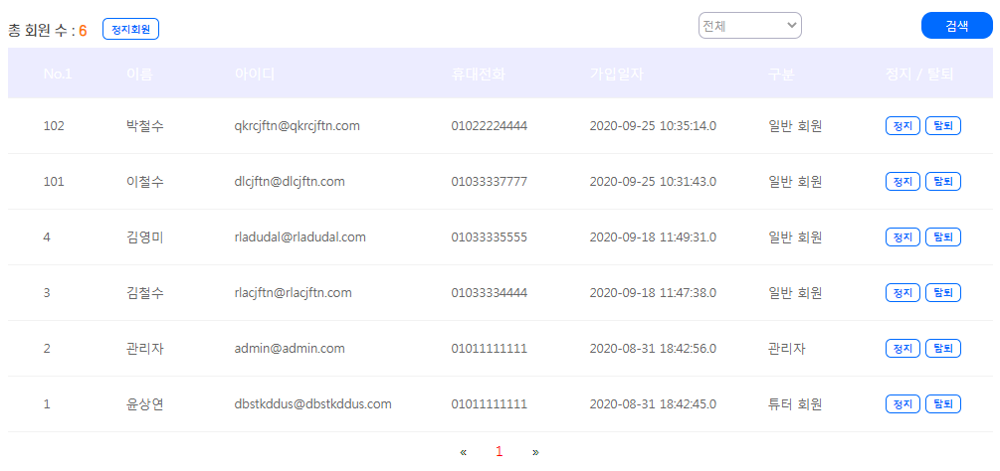 총 회원 수 : 6 정지회원 전체 검색
No.1 이름 아이디 휴대전화 가입일자 구분 정지 / 탈퇴
102 박철수 qkrcjftn@qkrcjftn.com 01022224444 2020-09-25 10:35:14.0 일반 회원 정지 탈퇴
101 이철수 dlcjftn@dlcjftn.com 01033337777 2020-09-25 10:31:43.0 일반 회원 정지 탈퇴
4 김영미 rladudal@rladudal.com 01033335555 2020-09-18 11:49:31.0 일반 회원 정지 탈퇴
3 김철수 rlacjftn@rlacjftn.com 01033334444 2020-09-18 11:47:38.0 일반 회원 정지 탈퇴
2 관리자 admin@admin.com 01011111111 2020-08-31 18:42:56.0 관리자 정지 탈퇴
1 윤상연 dbstkddus@dbstkddus.com 01011111111 2020-08-31 18:42:45.0 튜터 회원 정지 탈퇴
« 1 »